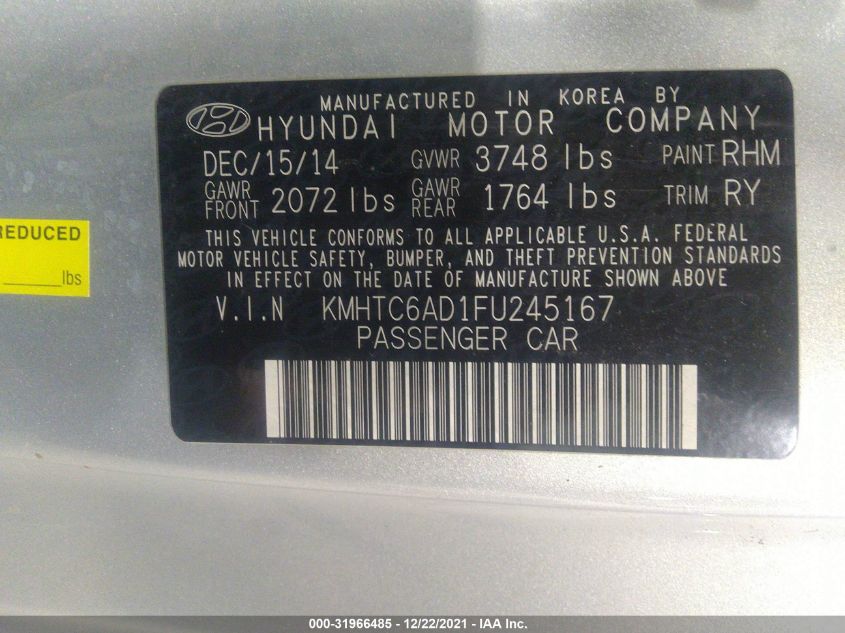 MANUFACTURED IN KOREA BY
HYUNDAI MOTOR COMPANY
DEC/15/14 GVWR 3748 lbs PAINT RHM
GAWR FRONT 2072 lbs GAWR REAR 1764 lbs TRIM RY
THIS VEHICLE CONFORMS TO ALL APPLICABLE U.S.A. FEDERAL
MOTOR VEHICLE SAFETY, BUMPER, AND THEFT PREVENTION STANDARDS
IN EFFECT ON THE DATE OF MANUFACTURE SHOWN ABOVE
V.I.N KMHTC6AD1FU245167
PASSENGER CAR
REDUCED
lbs
000-31966485 - 12/22/2021 - IAA Inc.